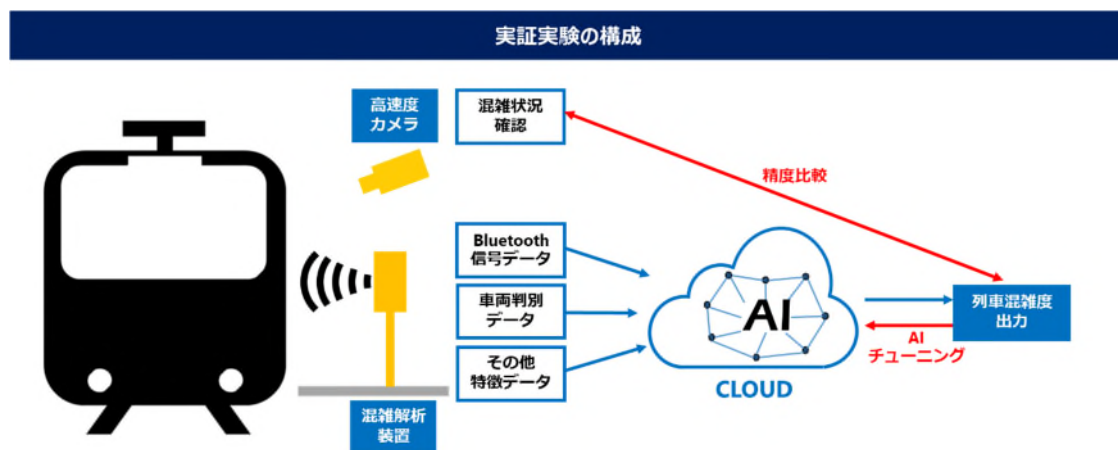 実証実験の構成
高速度
カメラ
混雑状況
確認
精度比較
Bluetooth
信号データ
車両判別
データ
その他
特徴データ
AI
CLOUD
列車混雑度
出力
AI
チューニング
混雑解析
装置